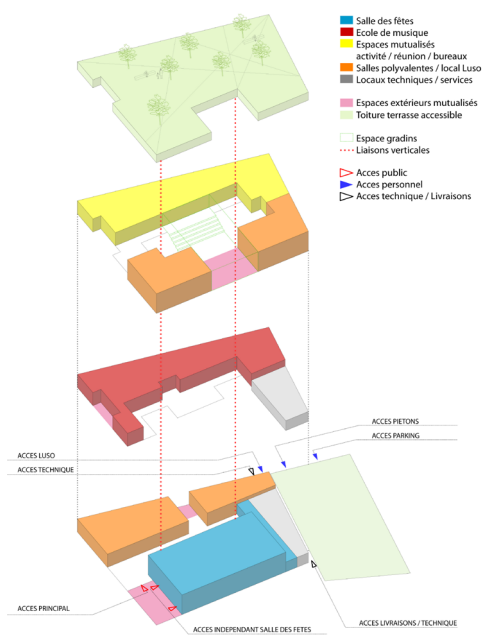 Salle des fêtes
Ecole de musique
Espaces mutualisés
activité / réunion / bureaux
Salles polyvalentes / local Luso
Locaux techniques / services
Espaces extérieurs mutualisés
Toiture terrasse accessible
Espace gradins
Liaisons verticales
Acces public
Acces personnel
Acces technique / Livraisons
ACCES PIETONS
ACCES PARKING
ACCES LUSO
ACCES TECHNIQUE
ACCES PRINCIPAL
ACCES LIVRAISONS / TECHNIQUE
ACCES INDEPENDANT SALLE DES FETES